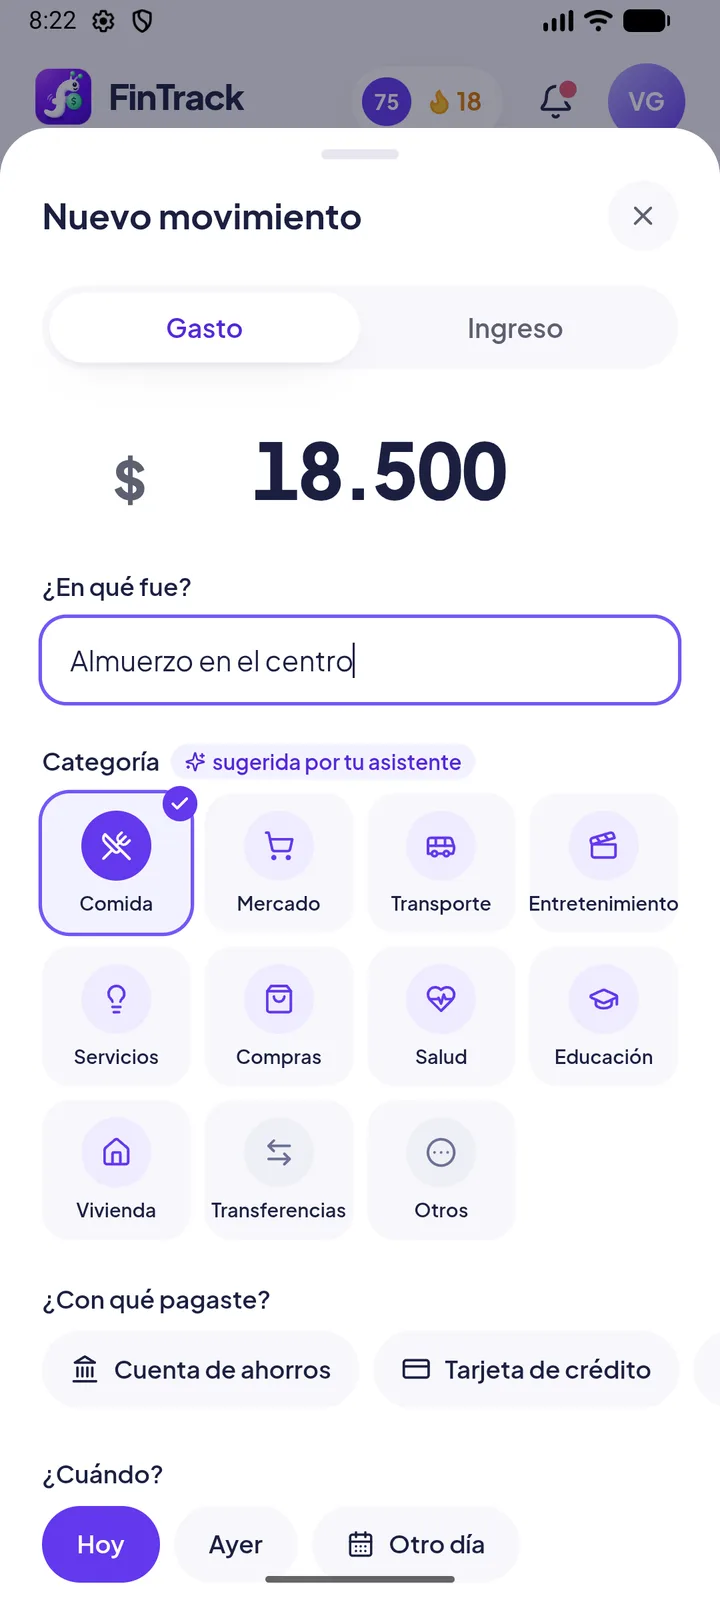 8:22
FinTrack
75
18
VG
Nuevo movimiento
Gasto
Ingreso
$ 18.500
¿En qué fue?
Almuerzo en el centro
Categoría
sugerida por tu asistente
Comida
Mercado
Transporte
Entretenimiento
Servicios
Compras
Salud
Educación
Vivienda
Transferencias
Otros
¿Con qué pagaste?
Cuenta de ahorros
Tarjeta de crédito
¿Cuándo?
Hoy
Ayer
Otro día